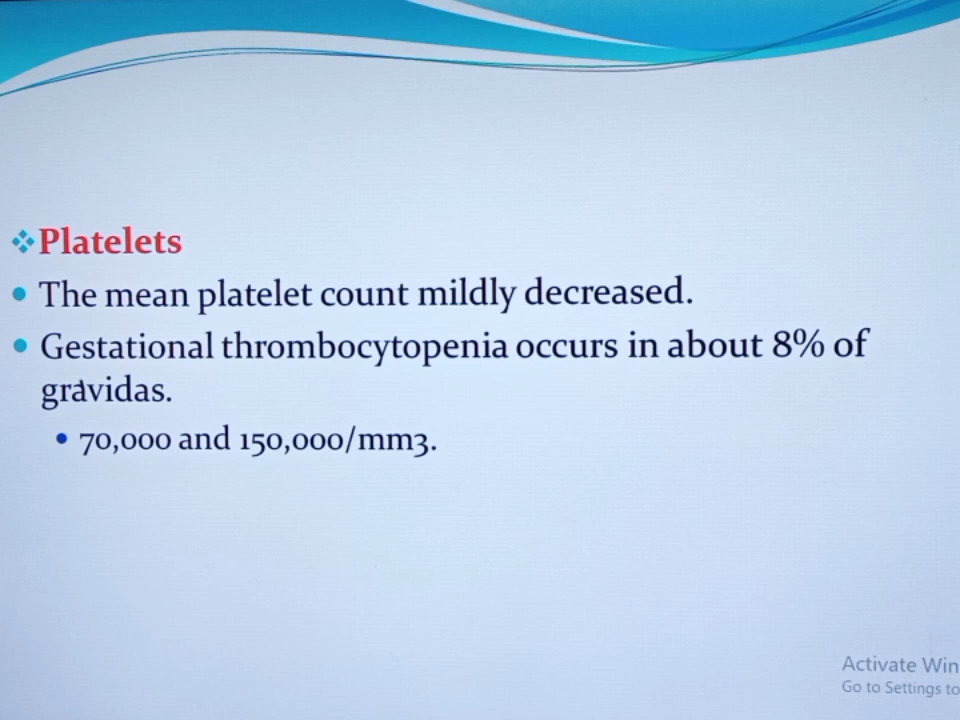 Platelets
The mean platelet count mildly decreased.
Gestational thrombocytopenia occurs in about 8% of
gravidas.
70,000 and 150,000/mm3.
Activate Win
Go to Settings to